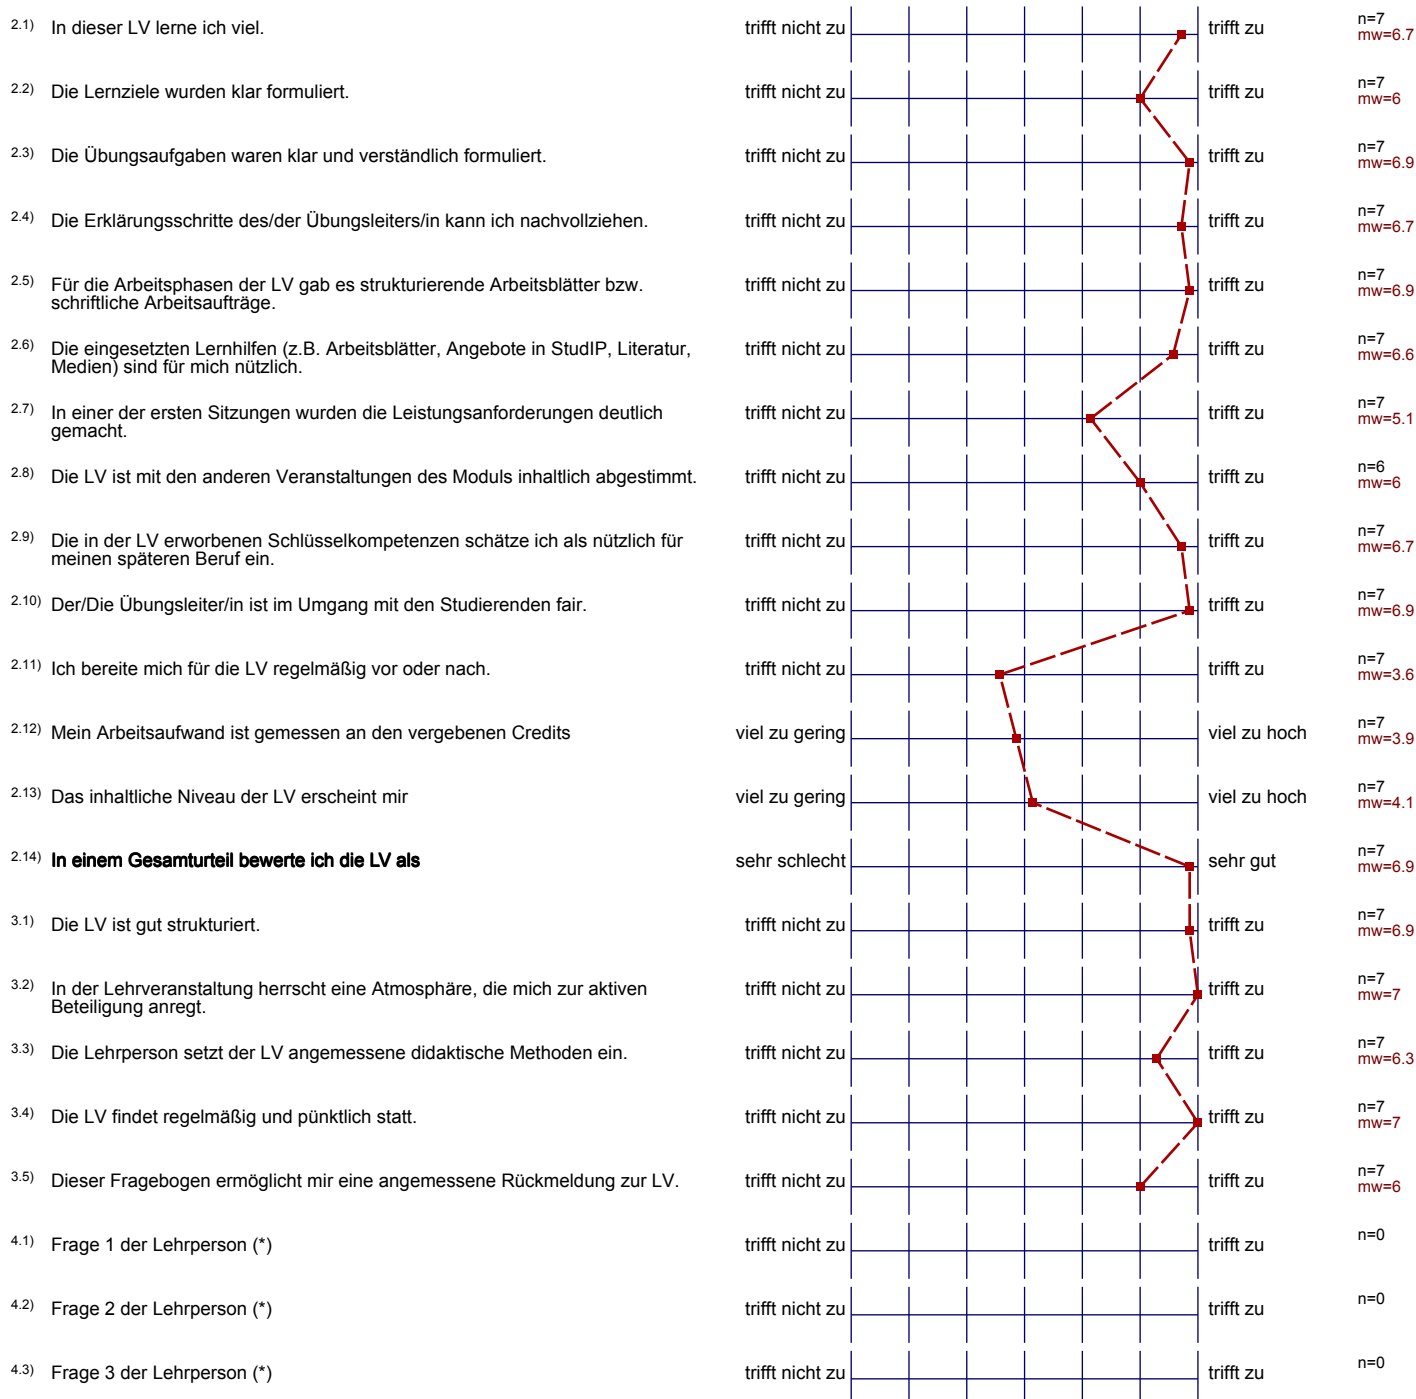 2.1) In dieser LV lerne ich viel. trifft nicht zu trifft zu n=7
mw=6.7
2.2) Die Lernziele wurden klar formuliert. trifft nicht zu trifft zu n=7
mw=6
2.3) Die Übungsaufgaben waren klar und verständlich formuliert. trifft nicht zu trifft zu n=7
mw=6.9
2.4) Die Erklärungsschritte des/der Übungsleiters/in kann ich nachvollziehen. trifft nicht zu trifft zu n=7
mw=6.7
2.5) Für die Arbeitsphasen der LV gab es strukturierende Arbeitsblätter bzw. trifft nicht zu trifft zu n=7
schriftliche Arbeitsaufträge. mw=6.9
2.6) Die eingesetzten Lernhilfen (z.B. Arbeitsblätter, Angebote in StudIP, Literatur, trifft nicht zu trifft zu n=7
Medien) sind für mich nützlich. mw=6.6
2.7) In einer der ersten Sitzungen wurden die Leistungsanforderungen deutlich trifft nicht zu trifft zu n=7
gemacht. mw=5.1
2.8) Die LV ist mit den anderen Veranstaltungen des Moduls inhaltlich abgestimmt. trifft nicht zu trifft zu n=6
mw=6
2.9) Die in der LV erworbenen Schlüsselkompetenzen schätze ich als nützlich für trifft nicht zu trifft zu n=7
meinen späteren Beruf ein. mw=6.7
2.10) Der/Die Übungsleiter/in ist im Umgang mit den Studierenden fair. trifft nicht zu trifft zu n=7
mw=6.9
2.11) Ich bereite mich für die LV regelmäßig vor oder nach. trifft nicht zu trifft zu n=7
mw=3.6
2.12) Mein Arbeitsaufwand ist gemessen an den vergebenen Credits viel zu gering viel zu hoch n=7
mw=3.9
2.13) Das inhaltliche Niveau der LV erscheint mir viel zu gering viel zu hoch n=7
mw=4.1
2.14) In einem Gesamturteil bewerte ich die LV als sehr schlecht sehr gut n=7
mw=6.9
3.1) Die LV ist gut strukturiert. trifft nicht zu trifft zu n=7
mw=6.9
3.2) In der Lehrveranstaltung herrscht eine Atmosphäre, die mich zur aktiven trifft nicht zu trifft zu n=7
Beteiligung anregt. mw=7
3.3) Die Lehrperson setzt der LV angemessene didaktische Methoden ein. trifft nicht zu trifft zu n=7
mw=6.3
3.4) Die LV findet regelmäßig und pünktlich statt. trifft nicht zu trifft zu n=7
mw=7
3.5) Dieser Fragebogen ermöglicht mir eine angemessene Rückmeldung zur LV. trifft nicht zu trifft zu n=7
mw=6
4.1) Frage 1 der Lehrperson (*) trifft nicht zu trifft zu n=0
4.2) Frage 2 der Lehrperson (*) trifft nicht zu trifft zu n=0
4.3) Frage 3 der Lehrperson (*) trifft nicht zu trifft zu n=0